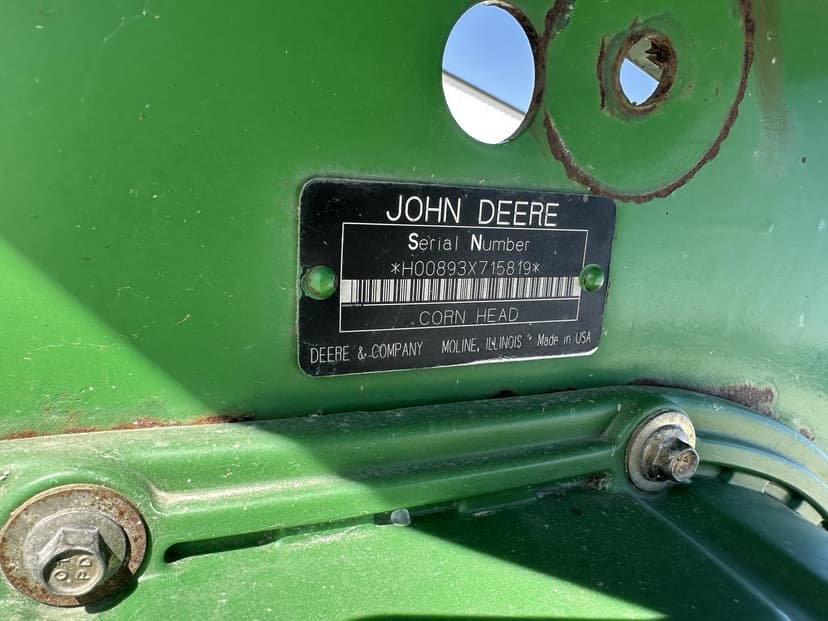 JOHN DEERE
Serial Number
*H00893X715819*
CORN HEAD
DEERE & COMPANY MOLINE, ILLINOIS Made in USA